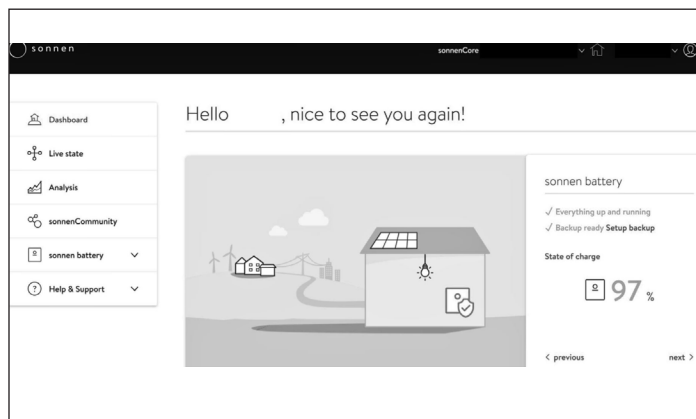 sonnen
sonnenCore
Hello , nice to see you again!
Dashboard
Live state
Analysis
sonnenCommunity
sonnen battery
Help & Support
sonnen battery
✓ Everything up and running
✓ Backup ready Setup backup
State of charge
97 %
< previous next >